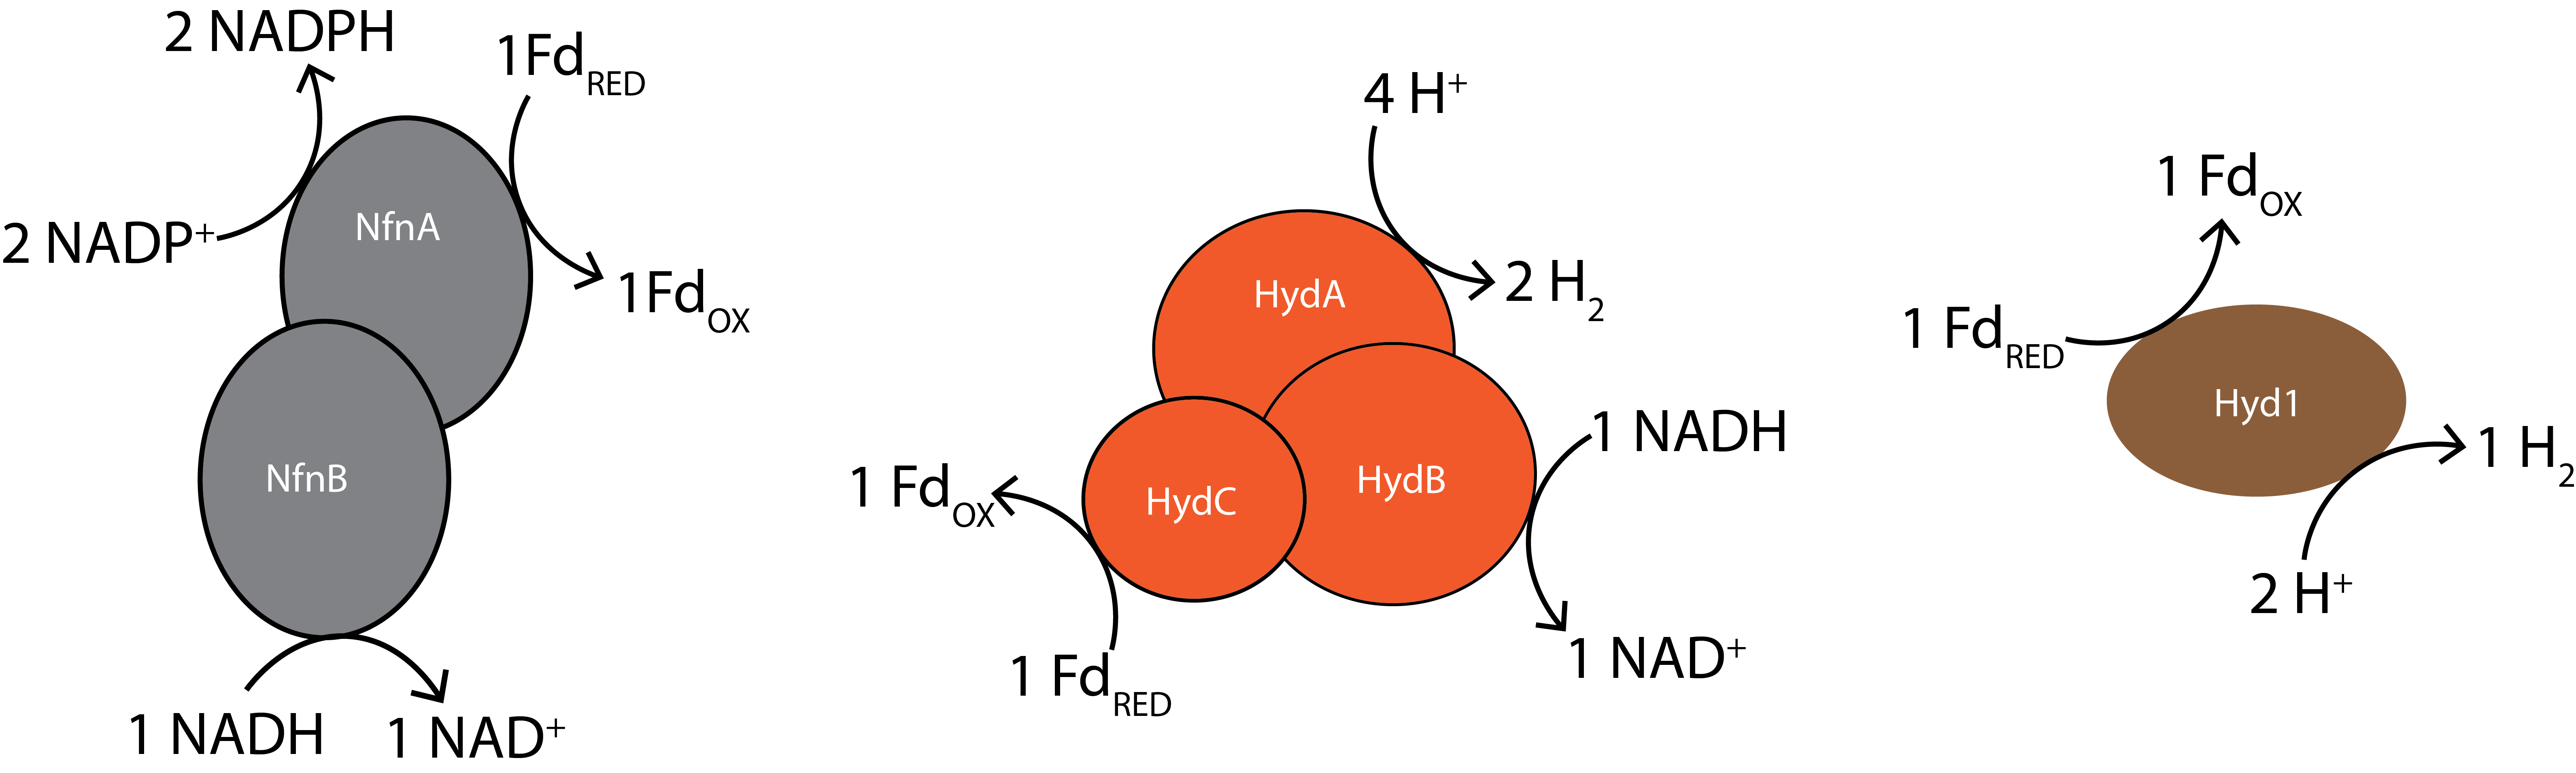 2 NADPH
1Fd RED
2 NADP+
NfnA
1Fd OX
NfnB
1 NADH
1 NAD+
4 H+
HydA
2 H2
1 NADH
HydB
HydC
1 Fd OX
1 Fd RED
1 NAD+
1 Fd OX
1 Fd RED
Hyd1
1 H2
2 H+